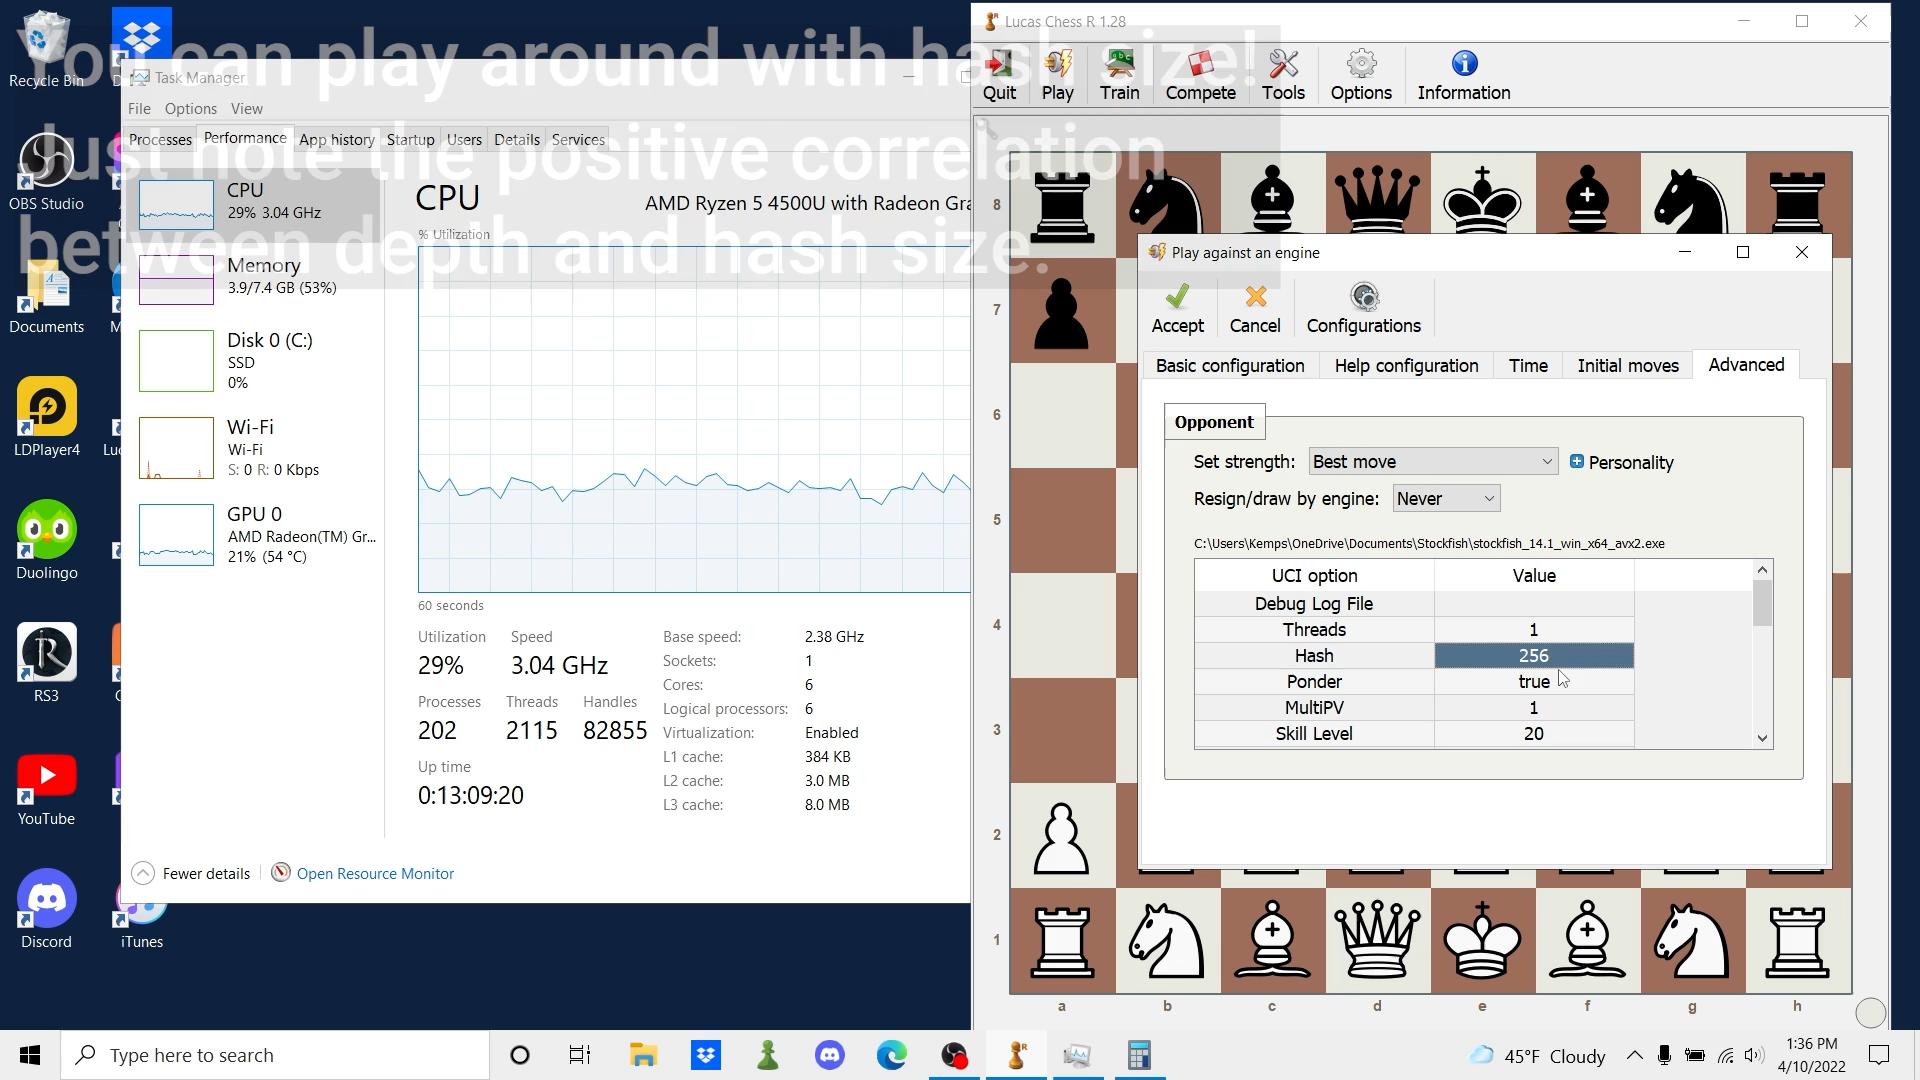 You can play around with hash size!
Just note the positive correlation
between depth and hash size.
Recycle Bin
OBS Studio
Documents
LDPlayer4
Duolingo
RS3
YouTube
Discord
iTunes
Task Manager
File Options View
Processes Performance App history Startup Users Details Services
CPU
29% 3.04 GHz
Memory
3.9/7.4 GB (53%)
Disk 0 (C:)
SSD
0%
Wi-Fi
Wi-Fi
S: 0 R: 0 Kbps
GPU 0
AMD Radeon(TM) Gr...
21% (54 °C)
CPU AMD Ryzen 5 4500U with Radeon Gra
% Utilization
60 seconds
Utilization Speed
29% 3.04 GHz
Processes Threads Handles
202 2115 82855
Up time
0:13:09:20
Base speed: 2.38 GHz
Sockets: 1
Cores: 6
Logical processors: 6
Virtualization: Enabled
L1 cache: 384 KB
L2 cache: 3.0 MB
L3 cache: 8.0 MB
Fewer details Open Resource Monitor
Lucas Chess R 1.28
Quit Play Train Compete Tools Options Information
8
7
6
5
4
3
2
1
a b c d e f g h
Play against an engine
Accept Cancel Configurations
Basic configuration Help configuration Time Initial moves Advanced
Opponent
Set strength: Best move Personality
Resign/draw by engine: Never
C:\Users\Kemps\OneDrive\Documents\Stockfish\stockfish_14.1_win_x64_avx2.exe
UCI option Value
Debug Log File
Threads 1
Hash 256
Ponder true
MultiPV 1
Skill Level 20
Type here to search
45°F Cloudy
1:36 PM
4/10/2022